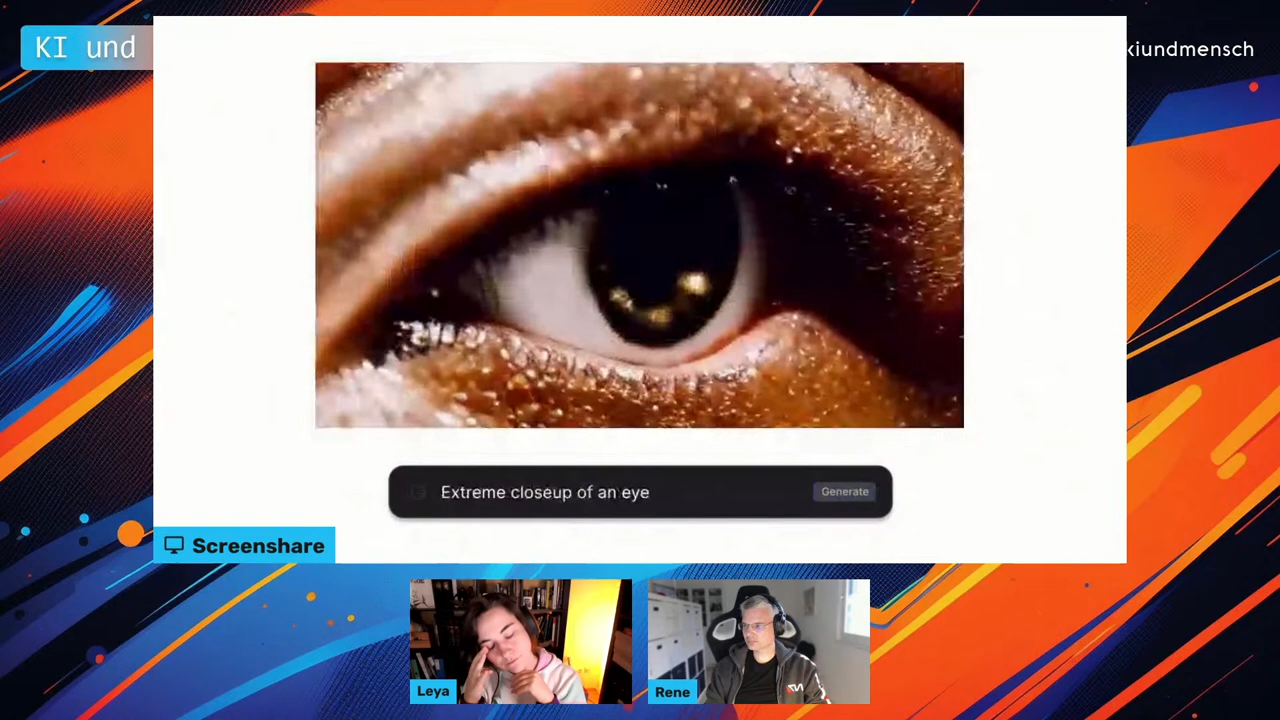 KI und
kiundmensch
Extreme closeup of an eye
Generate
Screenshare
Leya
Rene